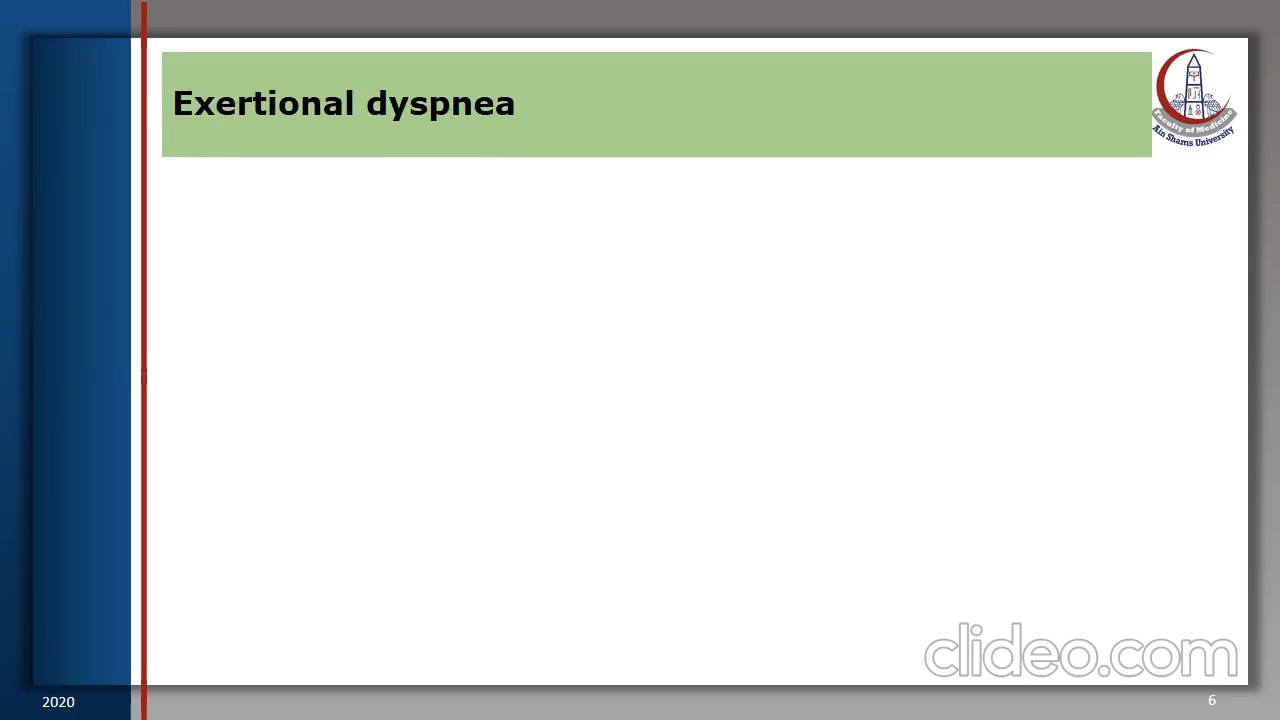 Exertional dyspnea
Faculty of Medicine
Ain Shams University
clideo.com
2020
6